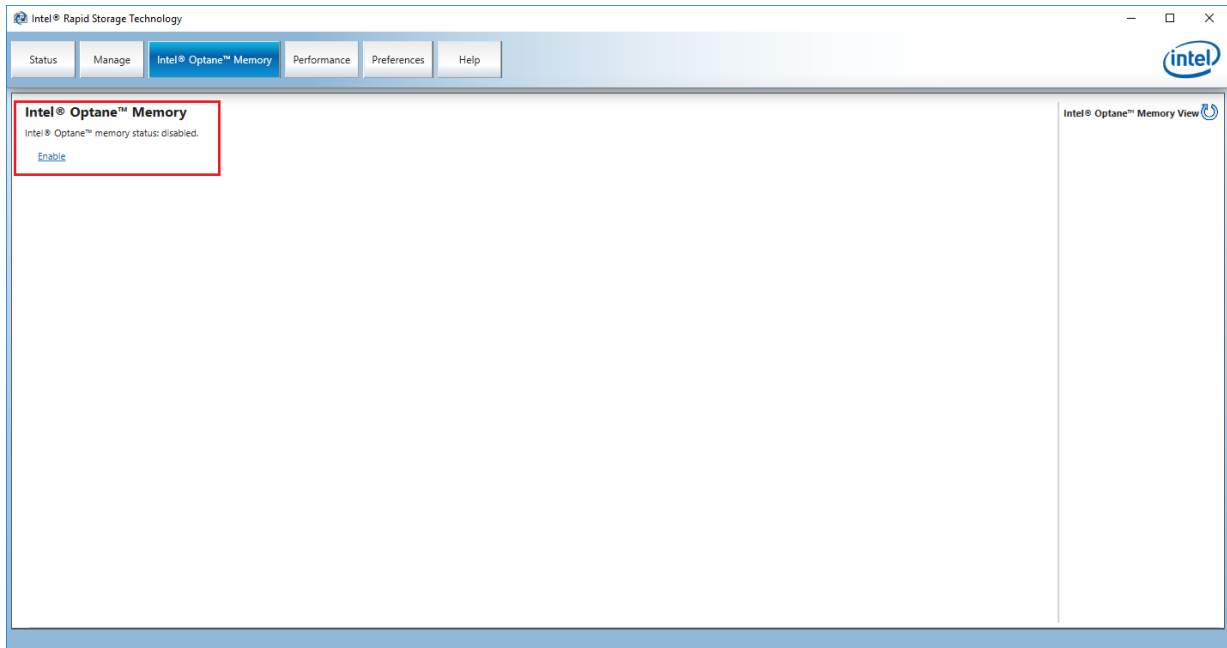 Intel® Rapid Storage Technology
Status Manage Intel® Optane™ Memory Performance Preferences Help
intel
Intel® Optane™ Memory
Intel® Optane™ memory status: disabled.
Enable
Intel® Optane™ Memory View